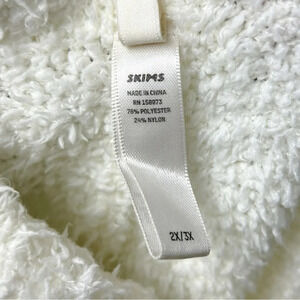 SKIMS
MADE IN CHINA
RN 158973
76% POLYESTER
24% NYLON
2X/3X